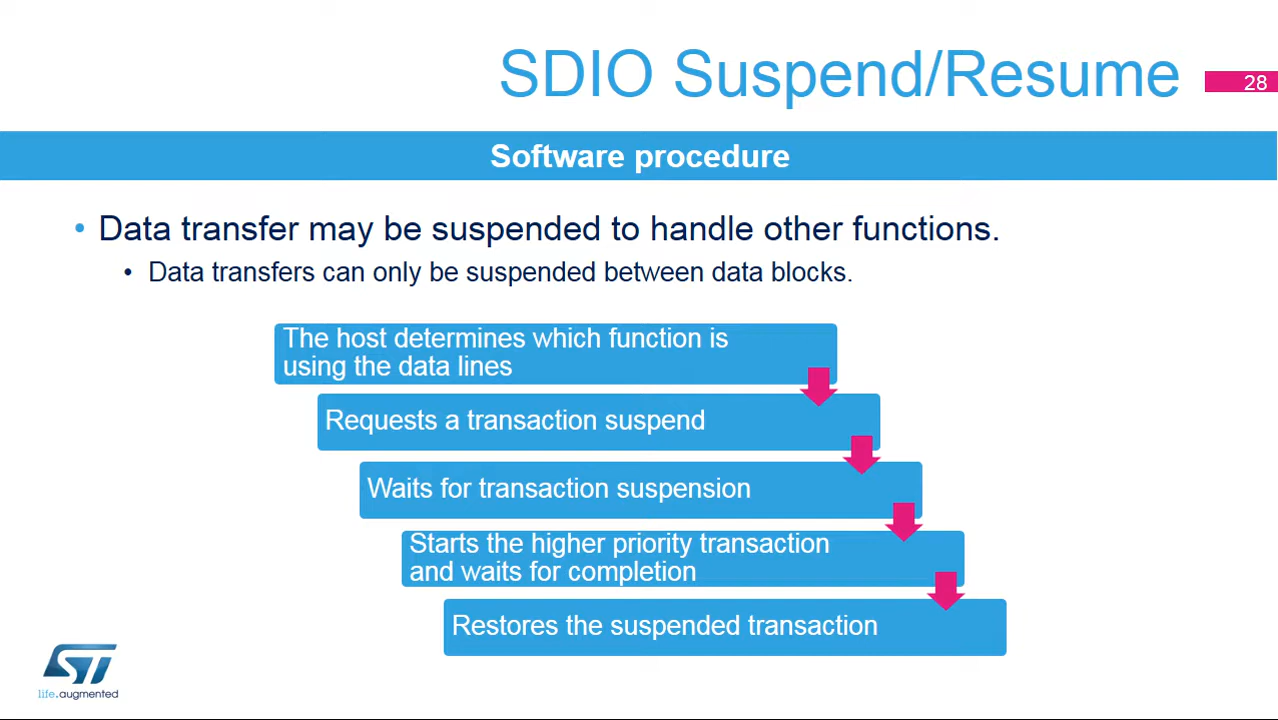 SDIO Suspend/Resume
28
Software procedure
• Data transfer may be suspended to handle other functions.
• Data transfers can only be suspended between data blocks.
The host determines which function is
using the data lines
Requests a transaction suspend
Waits for transaction suspension
Starts the higher priority transaction
and waits for completion
Restores the suspended transaction
ST
life.augmented